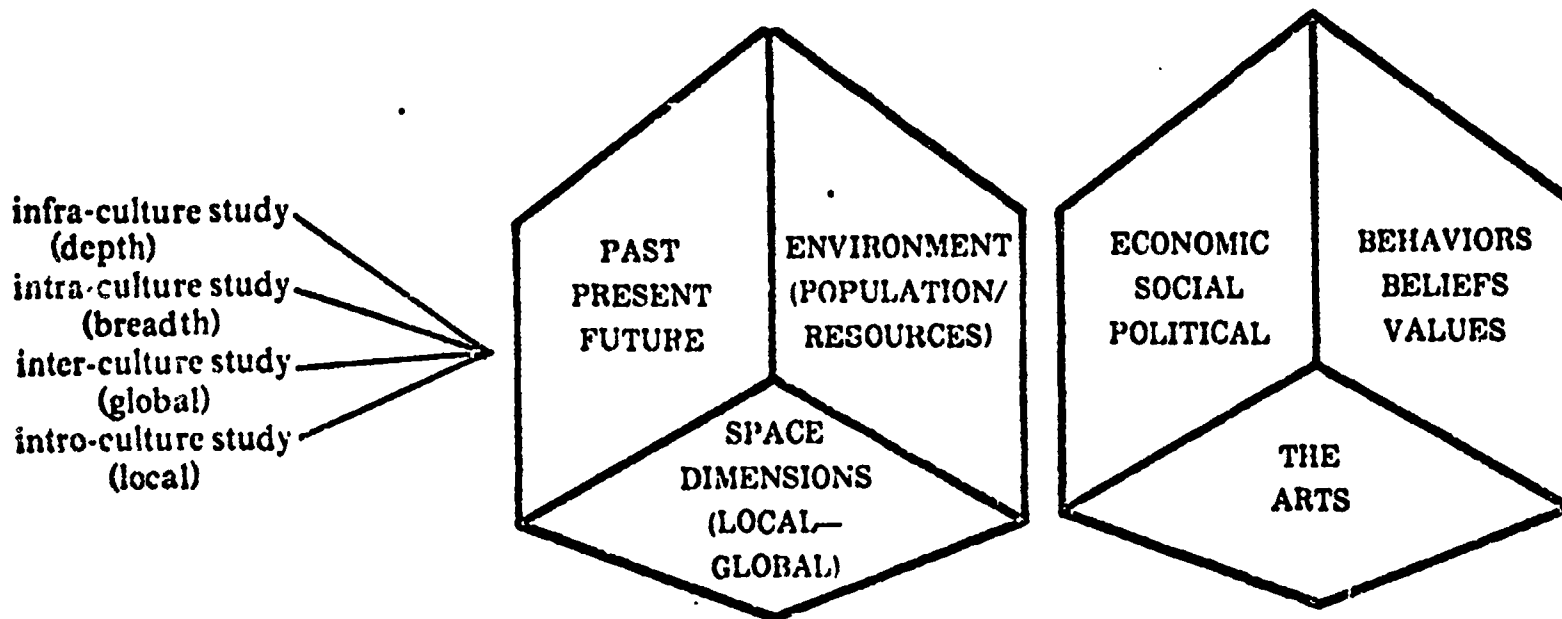 infra-culture study
(depth)
intra-culture study
(breadth)
inter-culture study
(global)
intro-culture study
(local)
PAST
PRESENT
FUTURE
ENVIRONMENT
(POPULATION/
RESOURCES)
SPACE
DIMENSIONS
(LOCAL—
GLOBAL)
ECONOMIC
SOCIAL
POLITICAL
BEHAVIORS
BELIEFS
VALUES
THE
ARTS